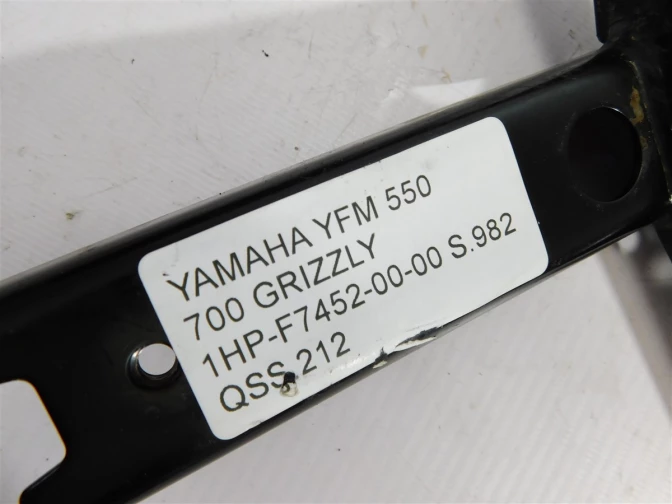 YAMAHA YFM 550
700 GRIZZLY
1HP-F7452-00-00 S.982
QSS.212